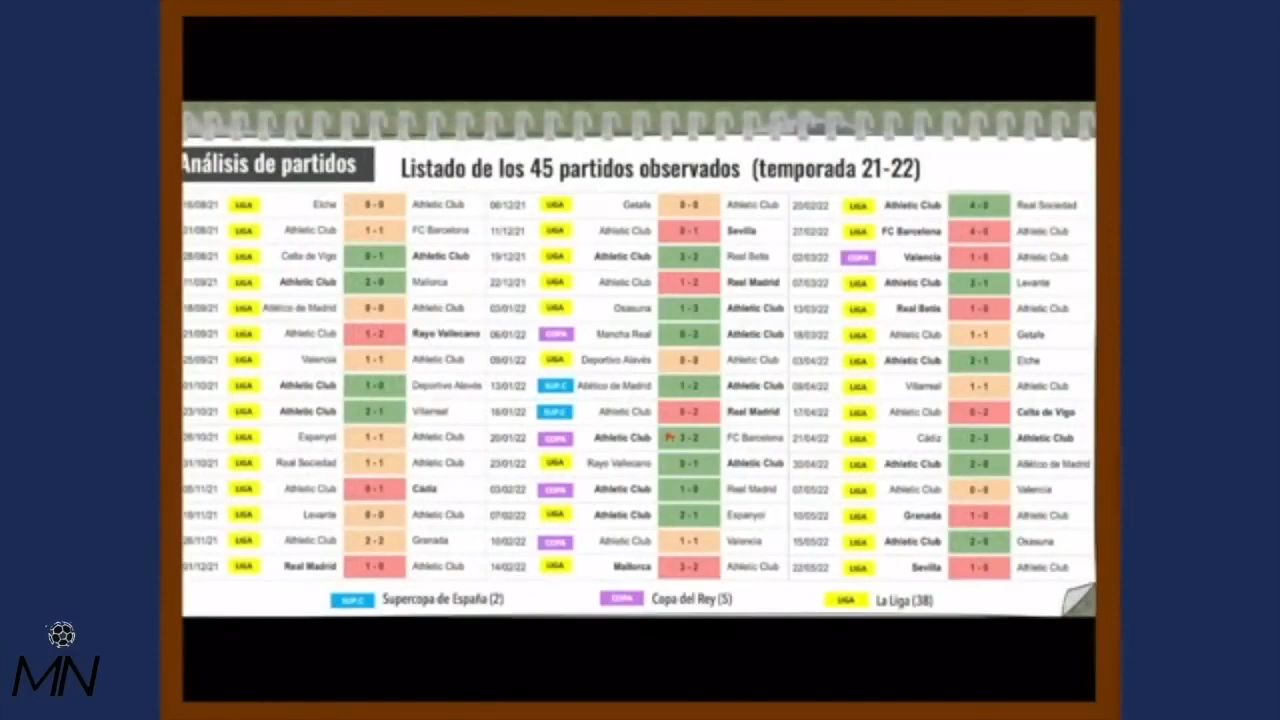 Análisis de partidos Listado de los 45 partidos observados (temporada 21-22)
16/08/21 LIGA Elche 0 - 0 Athletic Club 06/12/21 LIGA Getafe 0 - 0 Athletic Club 20/02/22 LIGA Athletic Club 4 - 0 Real Sociedad
21/08/21 LIGA Athletic Club 1 - 1 FC Barcelona 11/12/21 LIGA Athletic Club 0 - 1 Sevilla 27/02/22 LIGA FC Barcelona 4 - 0 Athletic Club
28/08/21 LIGA Celta de Vigo 0 - 1 Athletic Club 19/12/21 LIGA Athletic Club 3 - 2 Real Betis 02/03/22 COPA Valencia 1 - 0 Athletic Club
11/09/21 LIGA Athletic Club 2 - 0 Mallorca 22/12/21 LIGA Athletic Club 1 - 2 Real Madrid 07/03/22 LIGA Athletic Club 3 - 1 Levante
18/09/21 LIGA Atlético de Madrid 0 - 0 Athletic Club 03/01/22 LIGA Osasuna 1 - 3 Athletic Club 13/03/22 LIGA Real Betis 1 - 0 Athletic Club
21/09/21 LIGA Athletic Club 1 - 2 Rayo Vallecano 06/01/22 COPA Mancha Real 0 - 2 Athletic Club 18/03/22 LIGA Athletic Club 1 - 1 Getafe
25/09/21 LIGA Valencia 1 - 1 Athletic Club 09/01/22 LIGA Deportivo Alavés 0 - 0 Athletic Club 03/04/22 LIGA Athletic Club 2 - 1 Elche
01/10/21 LIGA Athletic Club 1 - 0 Deportivo Alavés 13/01/22 SUP.C Atlético de Madrid 1 - 2 Athletic Club 09/04/22 LIGA Villarreal 1 - 1 Athletic Club
23/10/21 LIGA Athletic Club 2 - 1 Villarreal 16/01/22 SUP.C Athletic Club 0 - 2 Real Madrid 17/04/22 LIGA Athletic Club 0 - 2 Celta de Vigo
26/10/21 LIGA Espanyol 1 - 1 Athletic Club 20/01/22 COPA Athletic Club Pr 3 - 2 FC Barcelona 21/04/22 LIGA Cádiz 2 - 3 Athletic Club
31/10/21 LIGA Real Sociedad 1 - 1 Athletic Club 23/01/22 LIGA Rayo Vallecano 0 - 1 Athletic Club 30/04/22 LIGA Athletic Club 2 - 0 Atlético de Madrid
05/11/21 LIGA Athletic Club 0 - 1 Cádiz 03/02/22 COPA Athletic Club 1 - 0 Real Madrid 07/05/22 LIGA Athletic Club 0 - 0 Valencia
19/11/21 LIGA Levante 0 - 0 Athletic Club 07/02/22 LIGA Athletic Club 2 - 1 Espanyol 10/05/22 LIGA Granada 1 - 0 Athletic Club
26/11/21 LIGA Athletic Club 2 - 2 Granada 10/02/22 COPA Athletic Club 1 - 1 Valencia 15/05/22 LIGA Athletic Club 2 - 0 Osasuna
01/12/21 LIGA Real Madrid 1 - 0 Athletic Club 14/02/22 LIGA Mallorca 3 - 2 Athletic Club 22/05/22 LIGA Sevilla 1 - 0 Athletic Club
SUP.C Supercopa de España (2) COPA Copa del Rey (5) LIGA La Liga (38)
MN